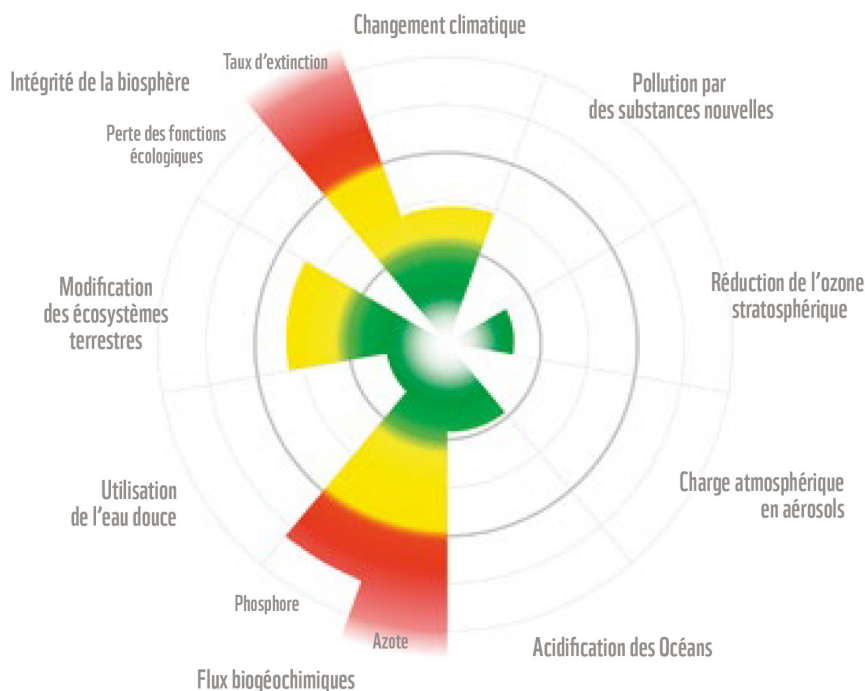 Changement climatique
Taux d'extinction
Intégrité de la biosphère
Perte des fonctions
écologiques
Pollution par
des substances nouvelles
Modification
des écosystèmes
terrestres
Réduction de l'ozone
stratosphérique
Utilisation
de l'eau douce
Charge atmosphérique
en aérosols
Phosphore
Azote
Flux biogéochimiques
Acidification des Océans